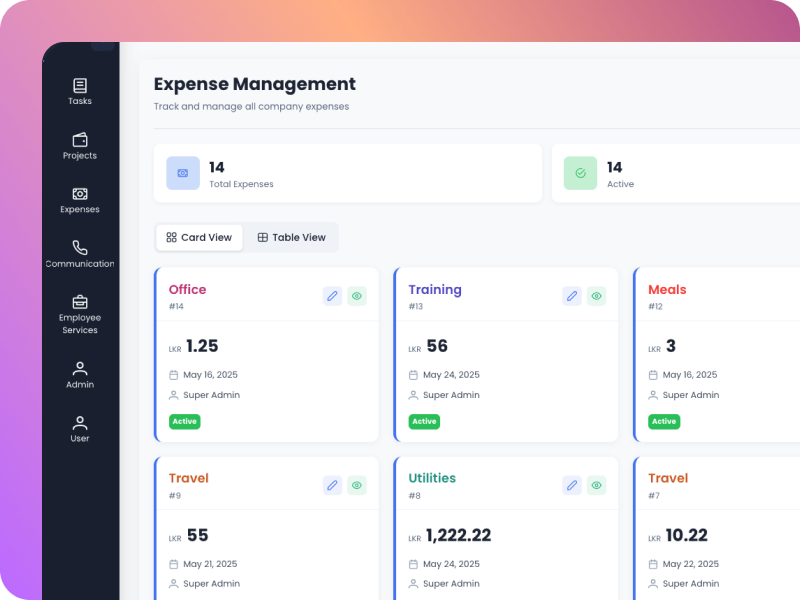 Tasks
Projects
Expenses
Communication
Employee
Services
Admin
User
Expense Management
Track and manage all company expenses
14
Total Expenses
14
Active
Card View
Table View
Office
#14
LKR 1.25
May 16, 2025
Super Admin
Active
Training
#13
LKR 56
May 24, 2025
Super Admin
Active
Meals
#12
LKR 3
May 16, 2025
Super Admin
Active
Travel
#9
LKR 55
May 21, 2025
Super Admin
Utilities
#8
LKR 1,222.22
May 24, 2025
Super Admin
Travel
#7
LKR 10.22
May 22, 2025
Super Admin